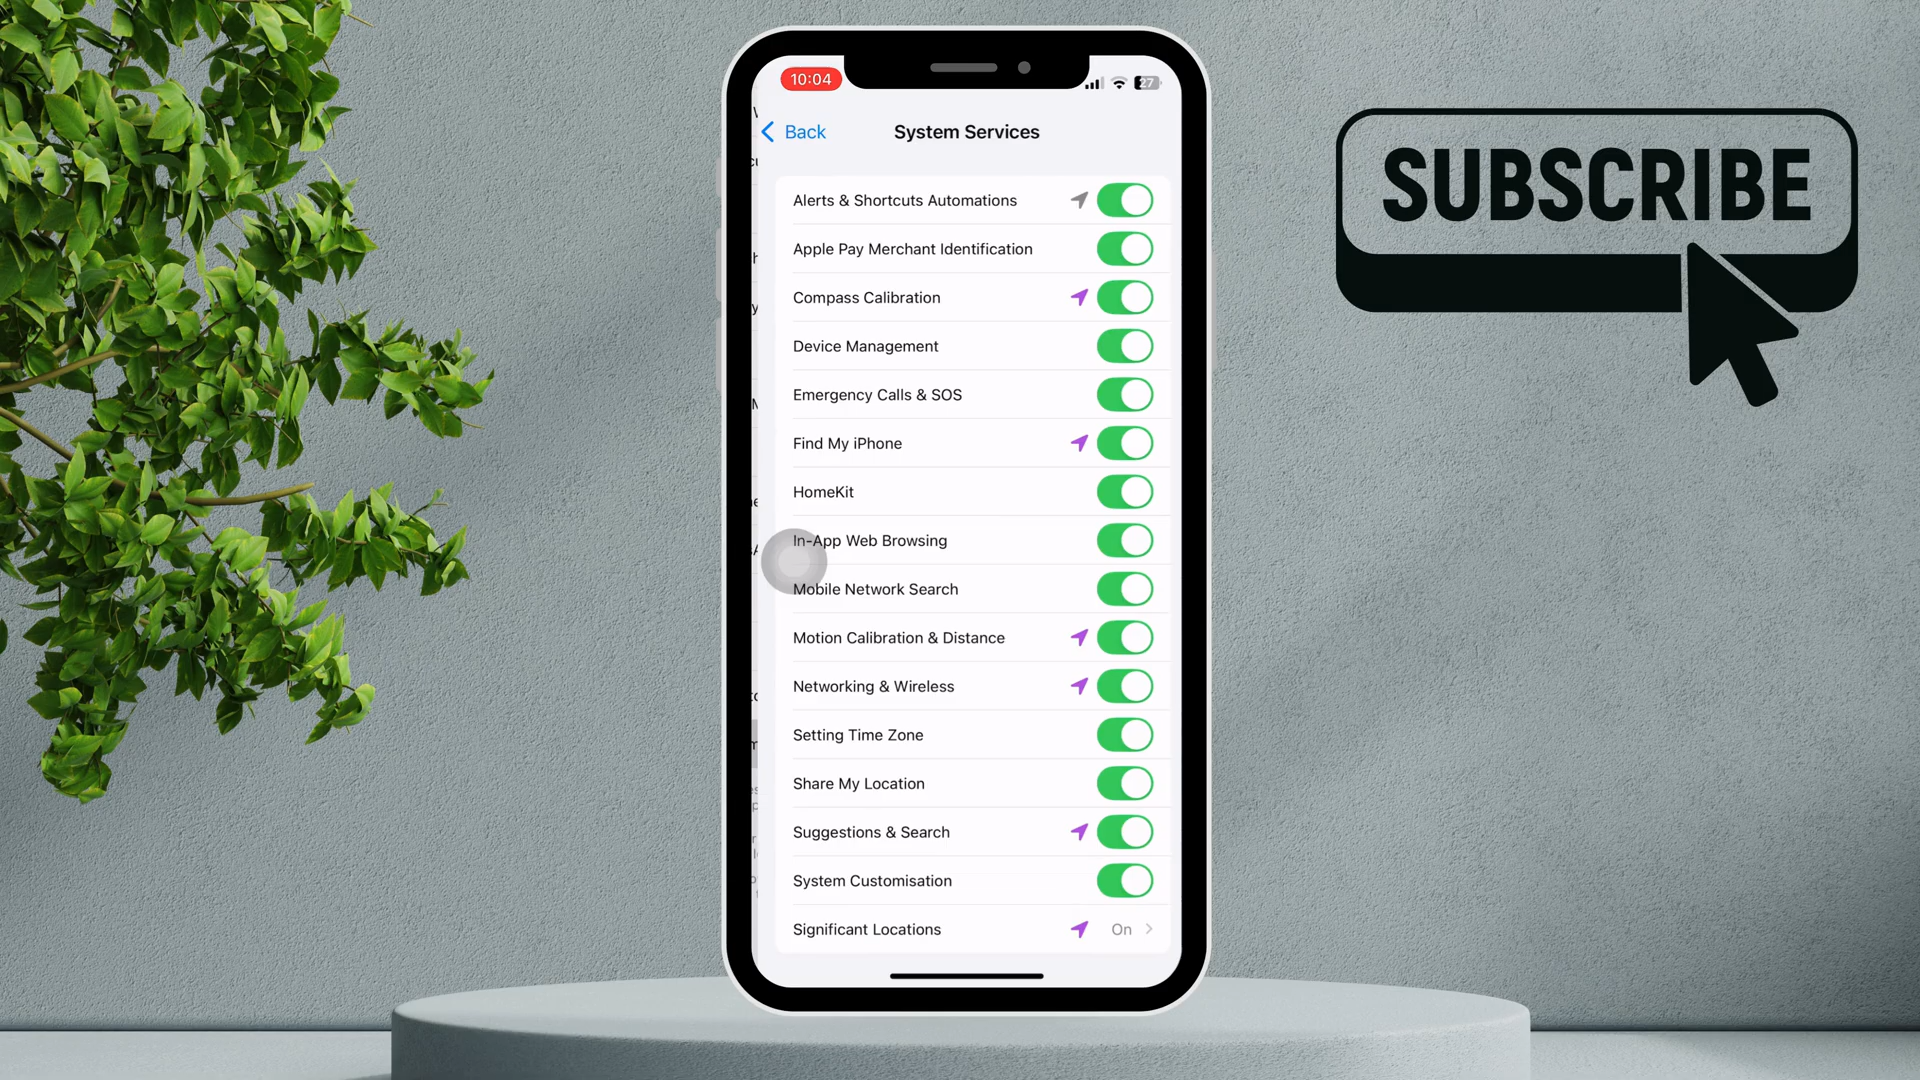 10:04
27
Back
System Services
Alerts & Shortcuts Automations
Apple Pay Merchant Identification
Compass Calibration
Device Management
Emergency Calls & SOS
Find My iPhone
HomeKit
In-App Web Browsing
Mobile Network Search
Motion Calibration & Distance
Networking & Wireless
Setting Time Zone
Share My Location
Suggestions & Search
System Customisation
Significant Locations
On
SUBSCRIBE